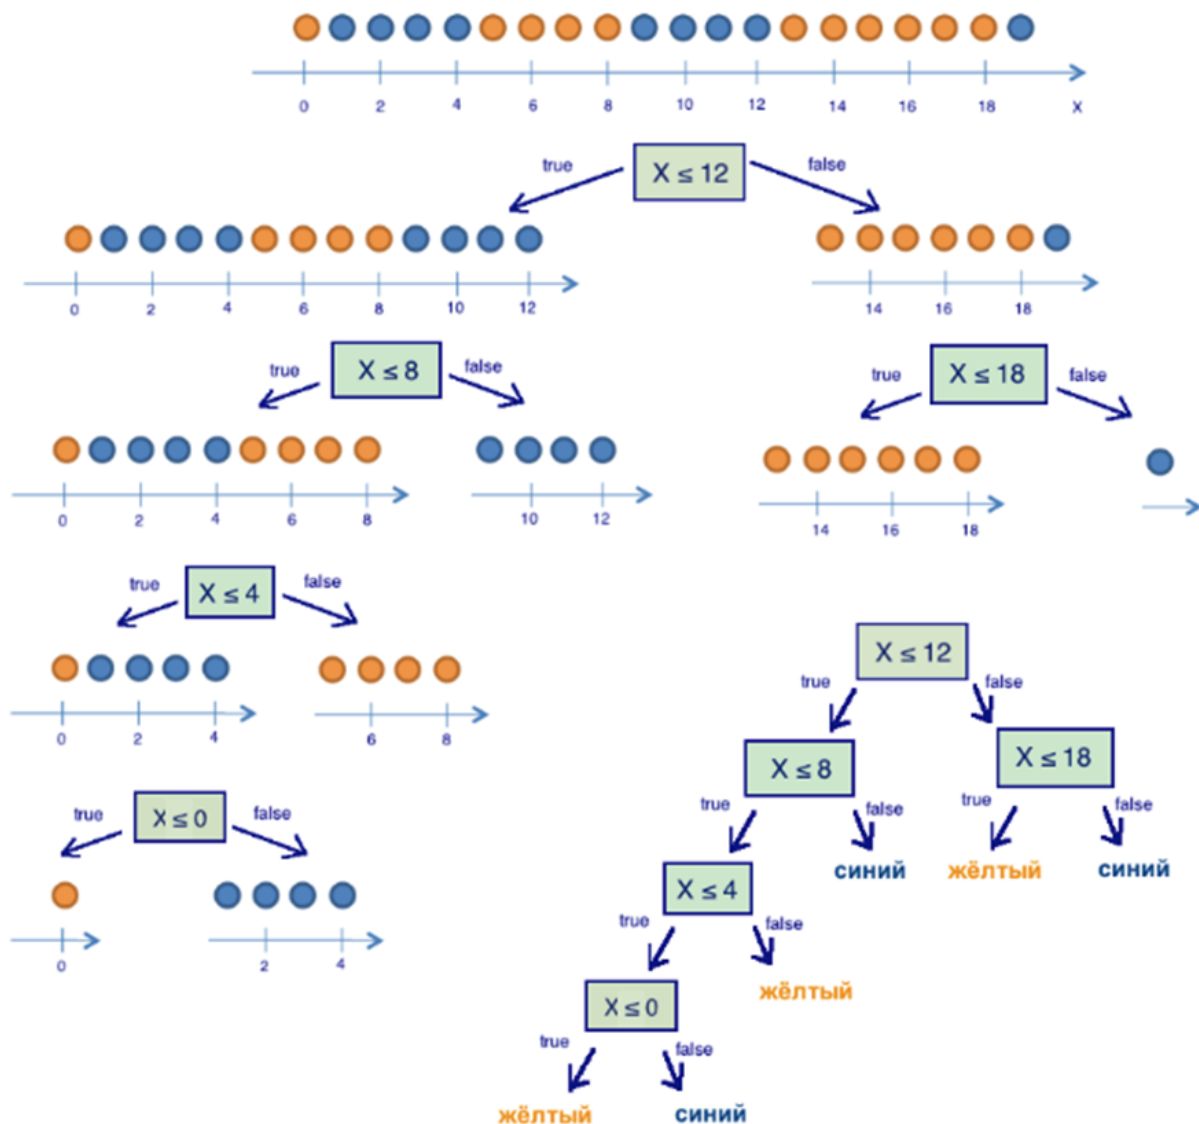 0 2 4 6 8 10 12 14 16 18 X
true X ≤ 12 false
0 2 4 6 8 10 12
14 16 18
true X ≤ 8 false
true X ≤ 18 false
0 2 4 6 8
10 12
14 16 18
true X ≤ 4 false
0 2 4
6 8
true X ≤ 0 false
0
2 4
X ≤ 12
true false
X ≤ 8
X ≤ 18
true false
true false
синий
жёлтый
синий
X ≤ 4
true false
жёлтый
X ≤ 0
true false
жёлтый
синий